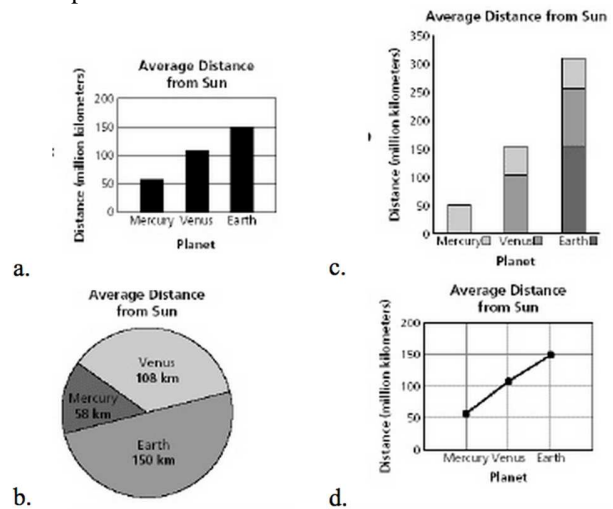 Average Distance
from Sun
Distance (million kilometers)
200
150
100
50
0
Mercury Venus Earth
Planet
a.
Average Distance from Sun
Distance (million kilometers)
350
300
250
200
150
100
50
0
Mercury Venus Earth
Planet
c.
Average Distance
from Sun
Venus
108 km
Mercury
58 km
Earth
150 km
b.
Average Distance
from Sun
Distance (million kilometers)
200
150
100
50
0
Mercury Venus Earth
Planet
d.